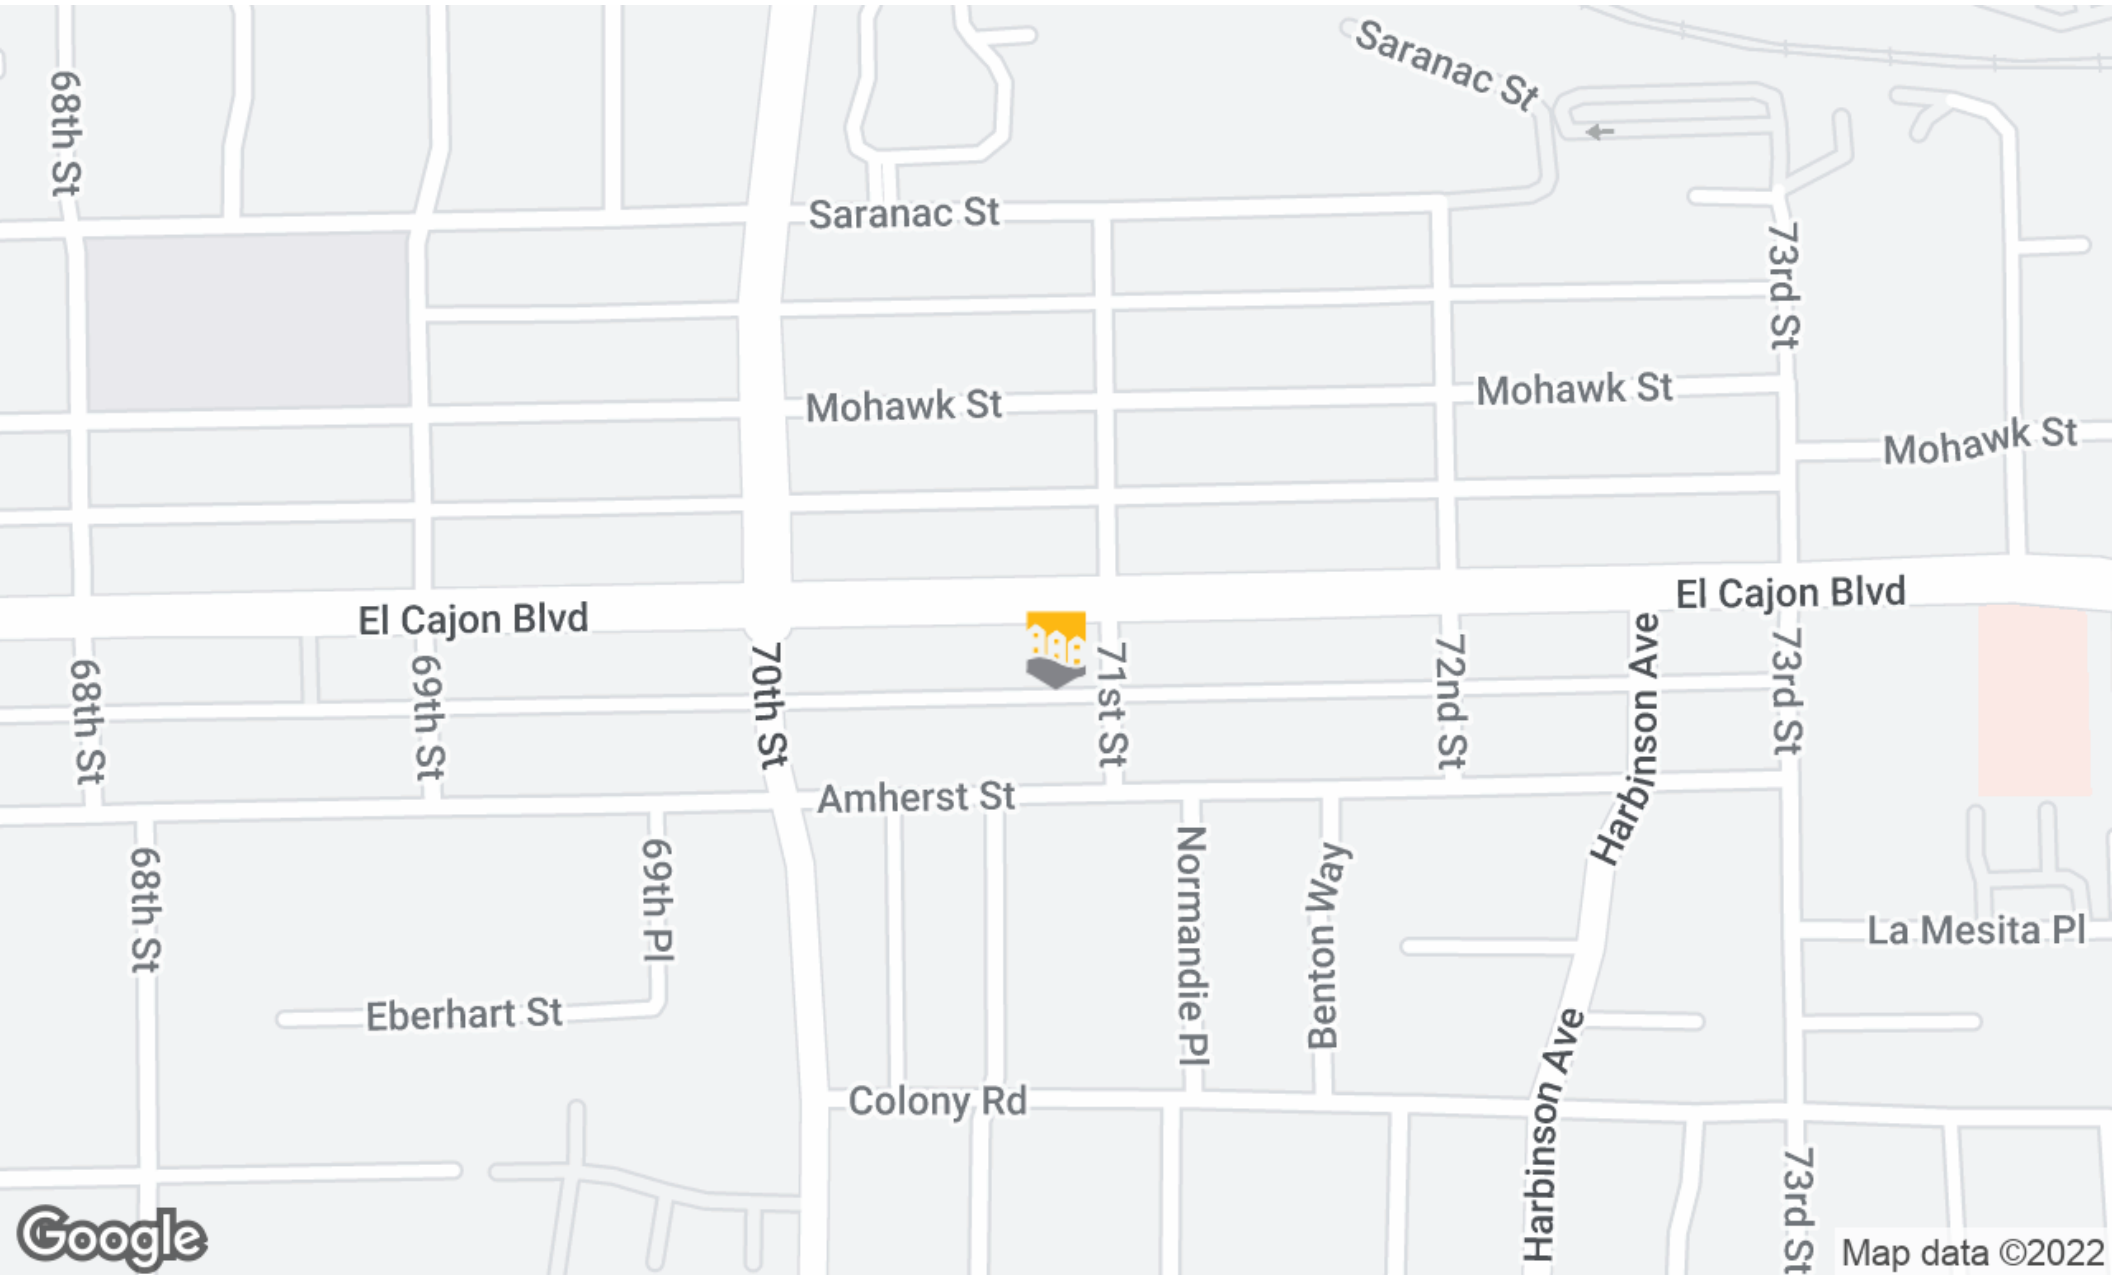 Saranac St
68th St
Saranac St
73rd St
Mohawk St
Mohawk St
Mohawk St
El Cajon Blvd
El Cajon Blvd
68th St
69th St
70th St
71st St
72nd St
Harbinson Ave
73rd St
Amherst St
68th St
69th Pl
Normandie Pl
Benton Way
La Mesita Pl
Eberhart St
Colony Rd
Harbinson Ave
73rd St
Google
Map data ©2022